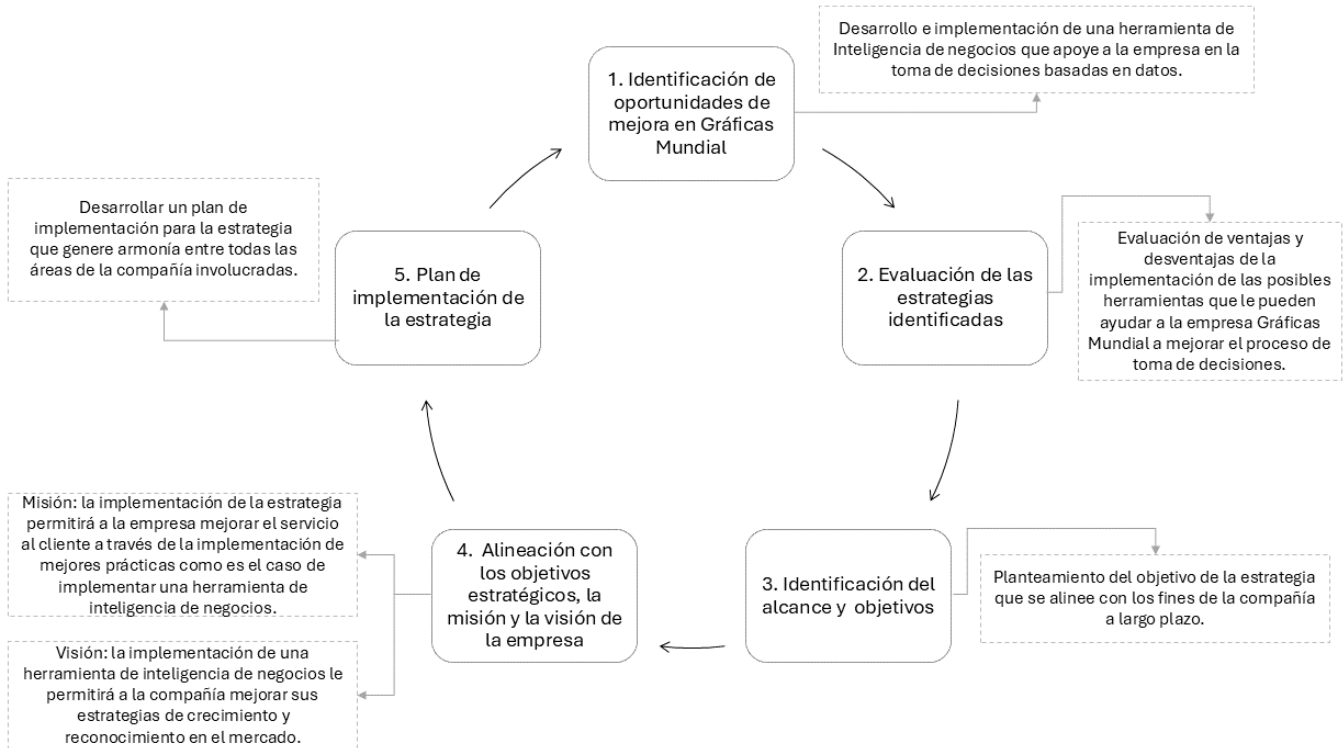 1. Identificación de
oportunidades de
mejora en Gráficas
Mundial
Desarrollo e implementación de una herramienta de
Inteligencia de negocios que apoye a la empresa en la
toma de decisiones basadas en datos.
2. Evaluación de las
estrategias
identificadas
Evaluación de ventajas y
desventajas de la
implementación de las posibles
herramientas que le pueden
ayudar a la empresa Gráficas
Mundial a mejorar el proceso de
toma de decisiones.
3. Identificación del
alcance y objetivos
Planteamiento del objetivo de la estrategia
que se alinee con los fines de la compañía
a largo plazo.
4. Alineación con
los objetivos
estratégicos, la
misión y la visión de
la empresa
Misión: la implementación de la estrategia
permitirá a la empresa mejorar el servicio
al cliente a través de la implementación de
mejores prácticas como es el caso de
implementar una herramienta de
inteligencia de negocios.
Visión: la implementación de una
herramienta de inteligencia de negocios le
permitirá a la compañía mejorar sus
estrategias de crecimiento y
reconocimiento en el mercado.
5. Plan de
implementación de
la estrategia
Desarrollar un plan de
implementación para la estrategia
que genere armonía entre todas las
áreas de la compañía involucradas.